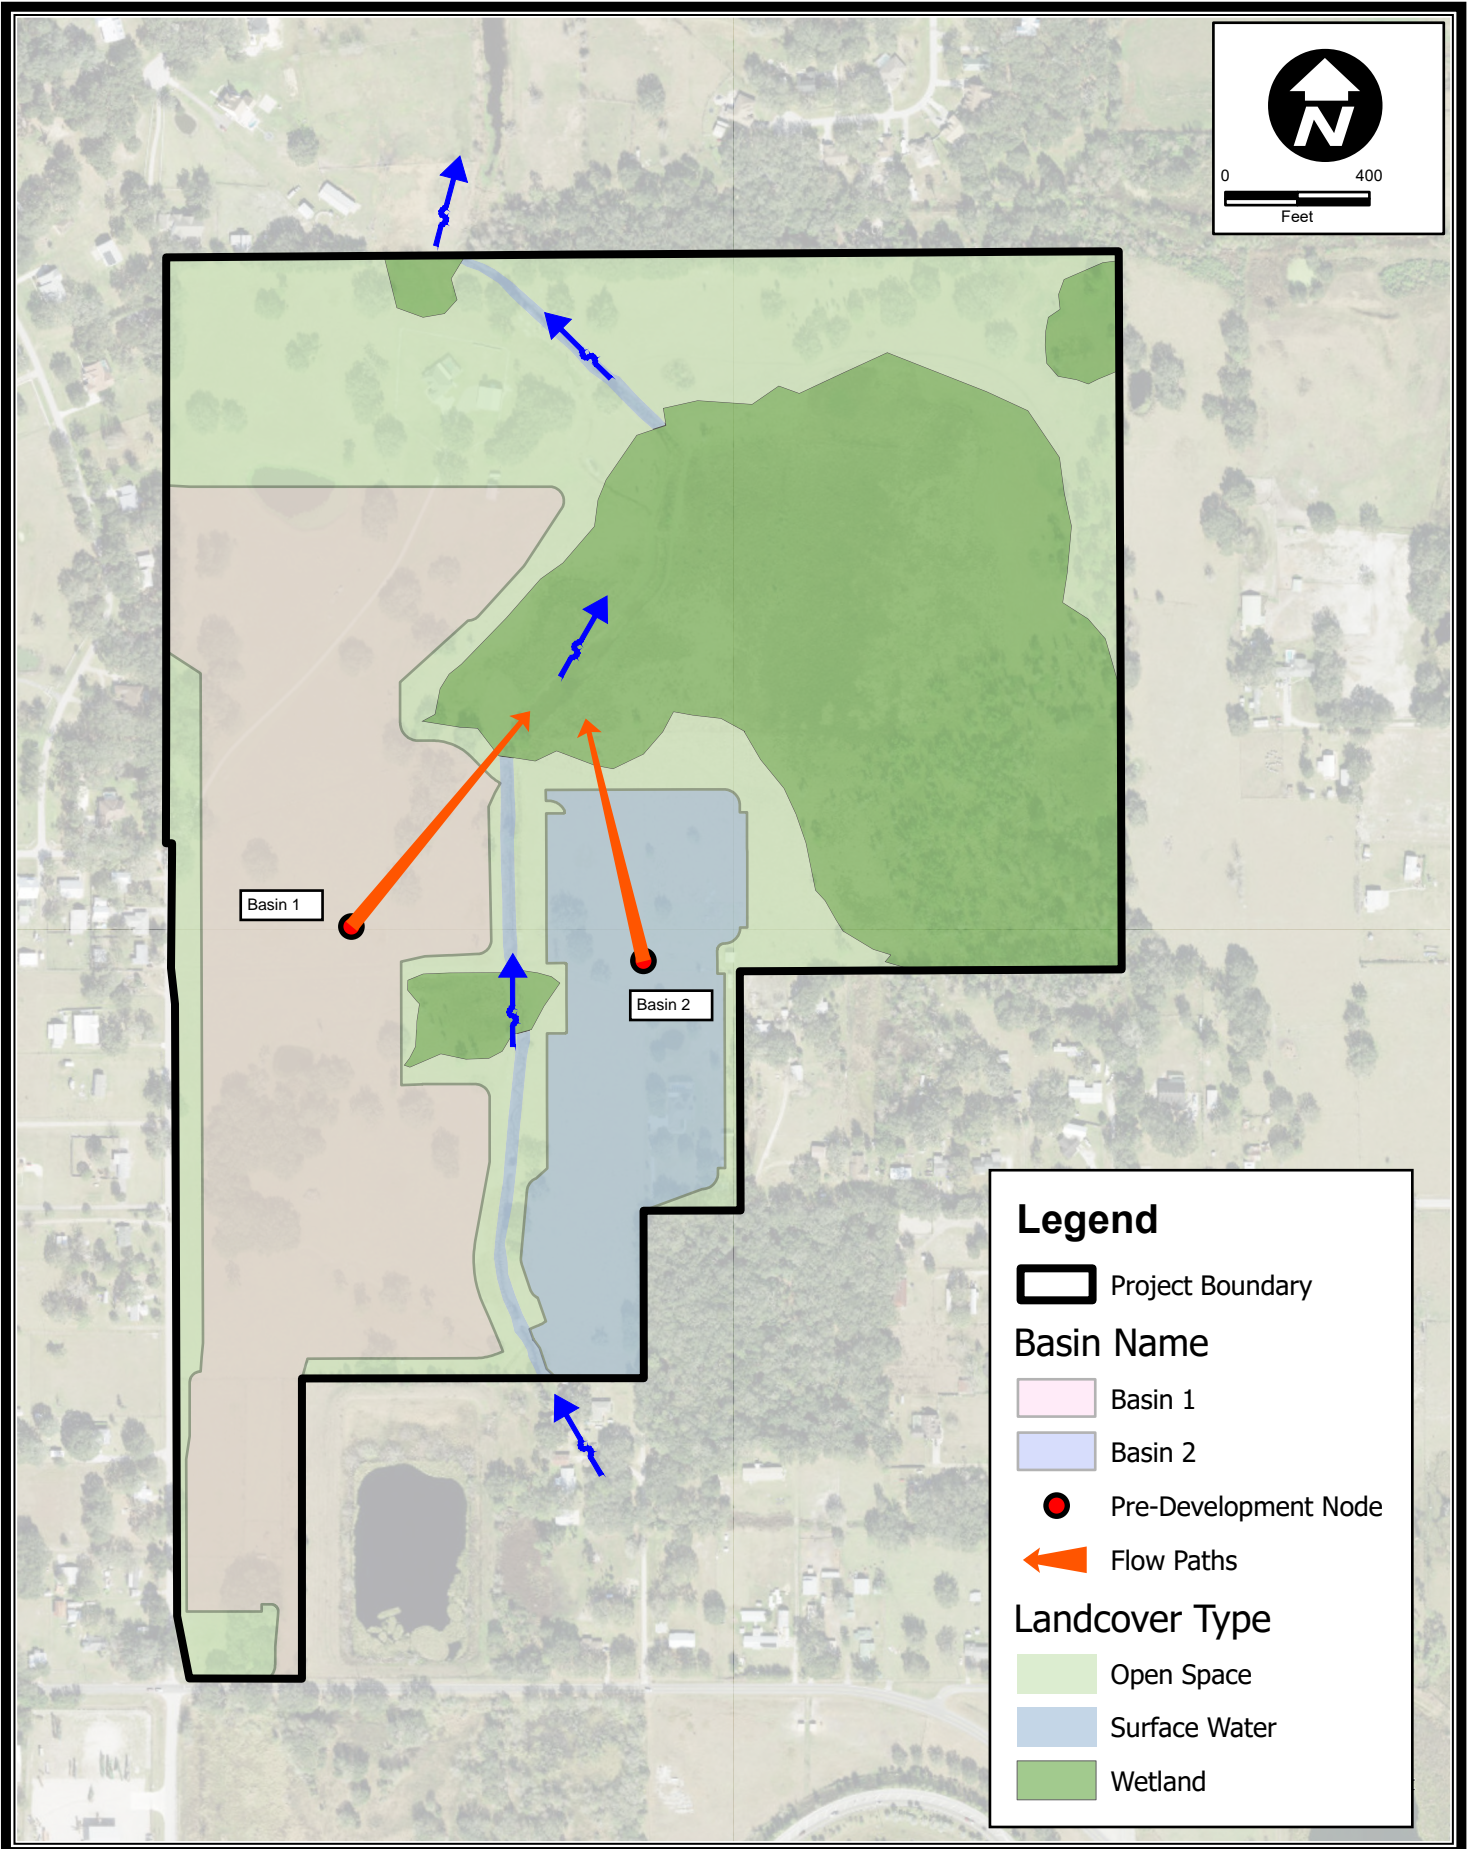 N
0 400
Feet
Basin 1
Basin 2
Legend
Project Boundary
Basin Name
Basin 1
Basin 2
Pre-Development Node
Flow Paths
Landcover Type
Open Space
Surface Water
Wetland